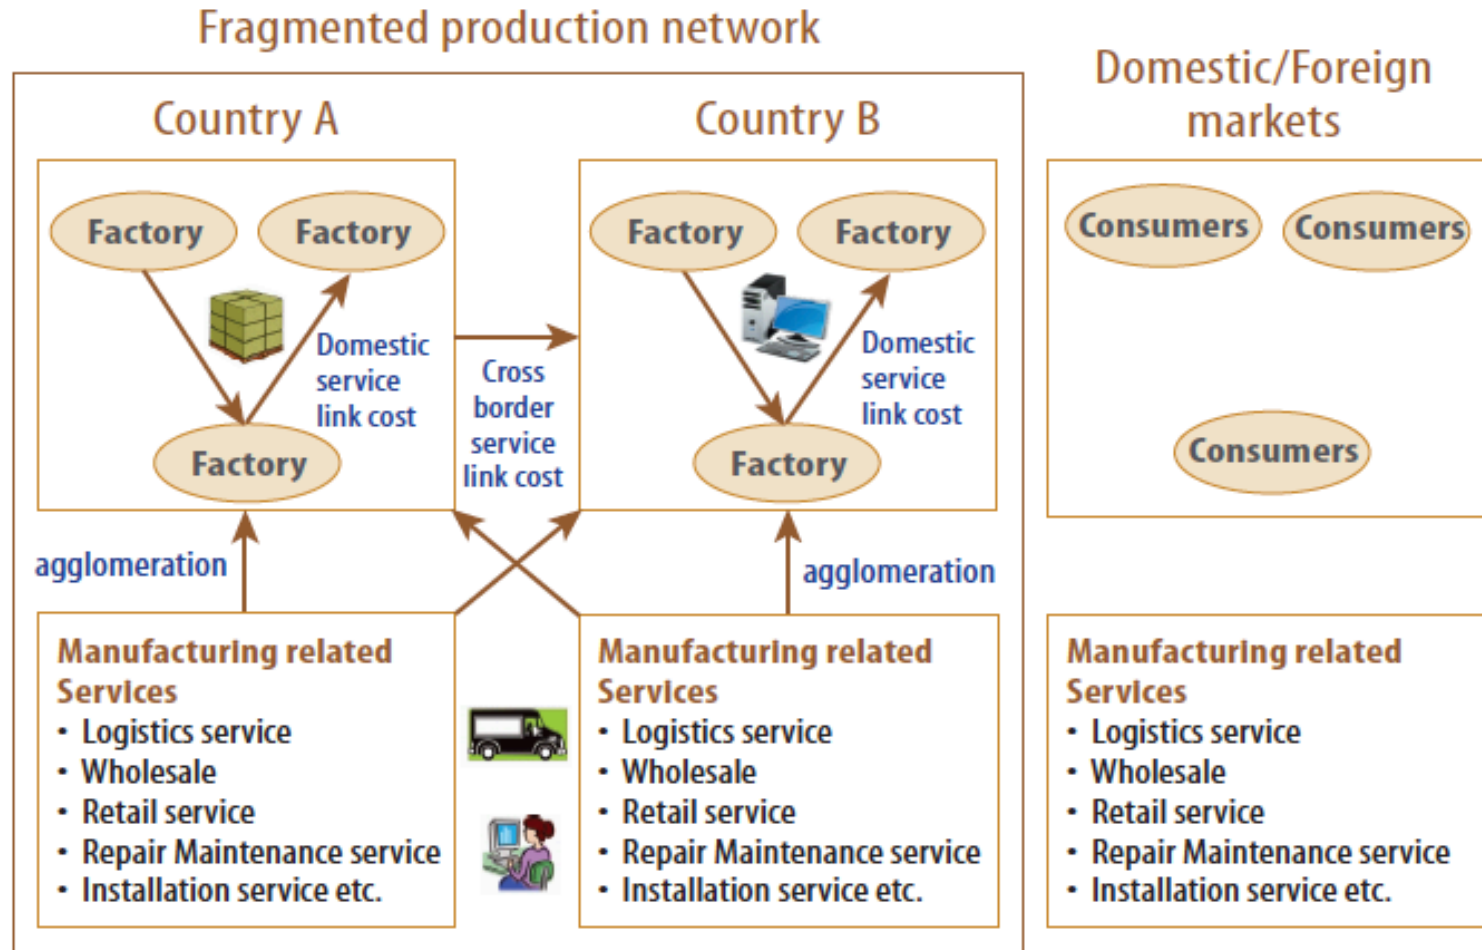 Fragmented production network
Country A
Factory
Factory
Domestic
service
link cost
Factory
Cross
border
service
link cost
Country B
Factory
Factory
Domestic
service
link cost
Factory
Domestic/Foreign
markets
Consumers
Consumers
Consumers
agglomeration
agglomeration
Manufacturing related
Services
• Logistics service
• Wholesale
• Retail service
• Repair Maintenance service
• Installation service etc.
Manufacturing related
Services
• Logistics service
• Wholesale
• Retail service
• Repair Maintenance service
• Installation service etc.
Manufacturing related
Services
• Logistics service
• Wholesale
• Retail service
• Repair Maintenance service
• Installation service etc.